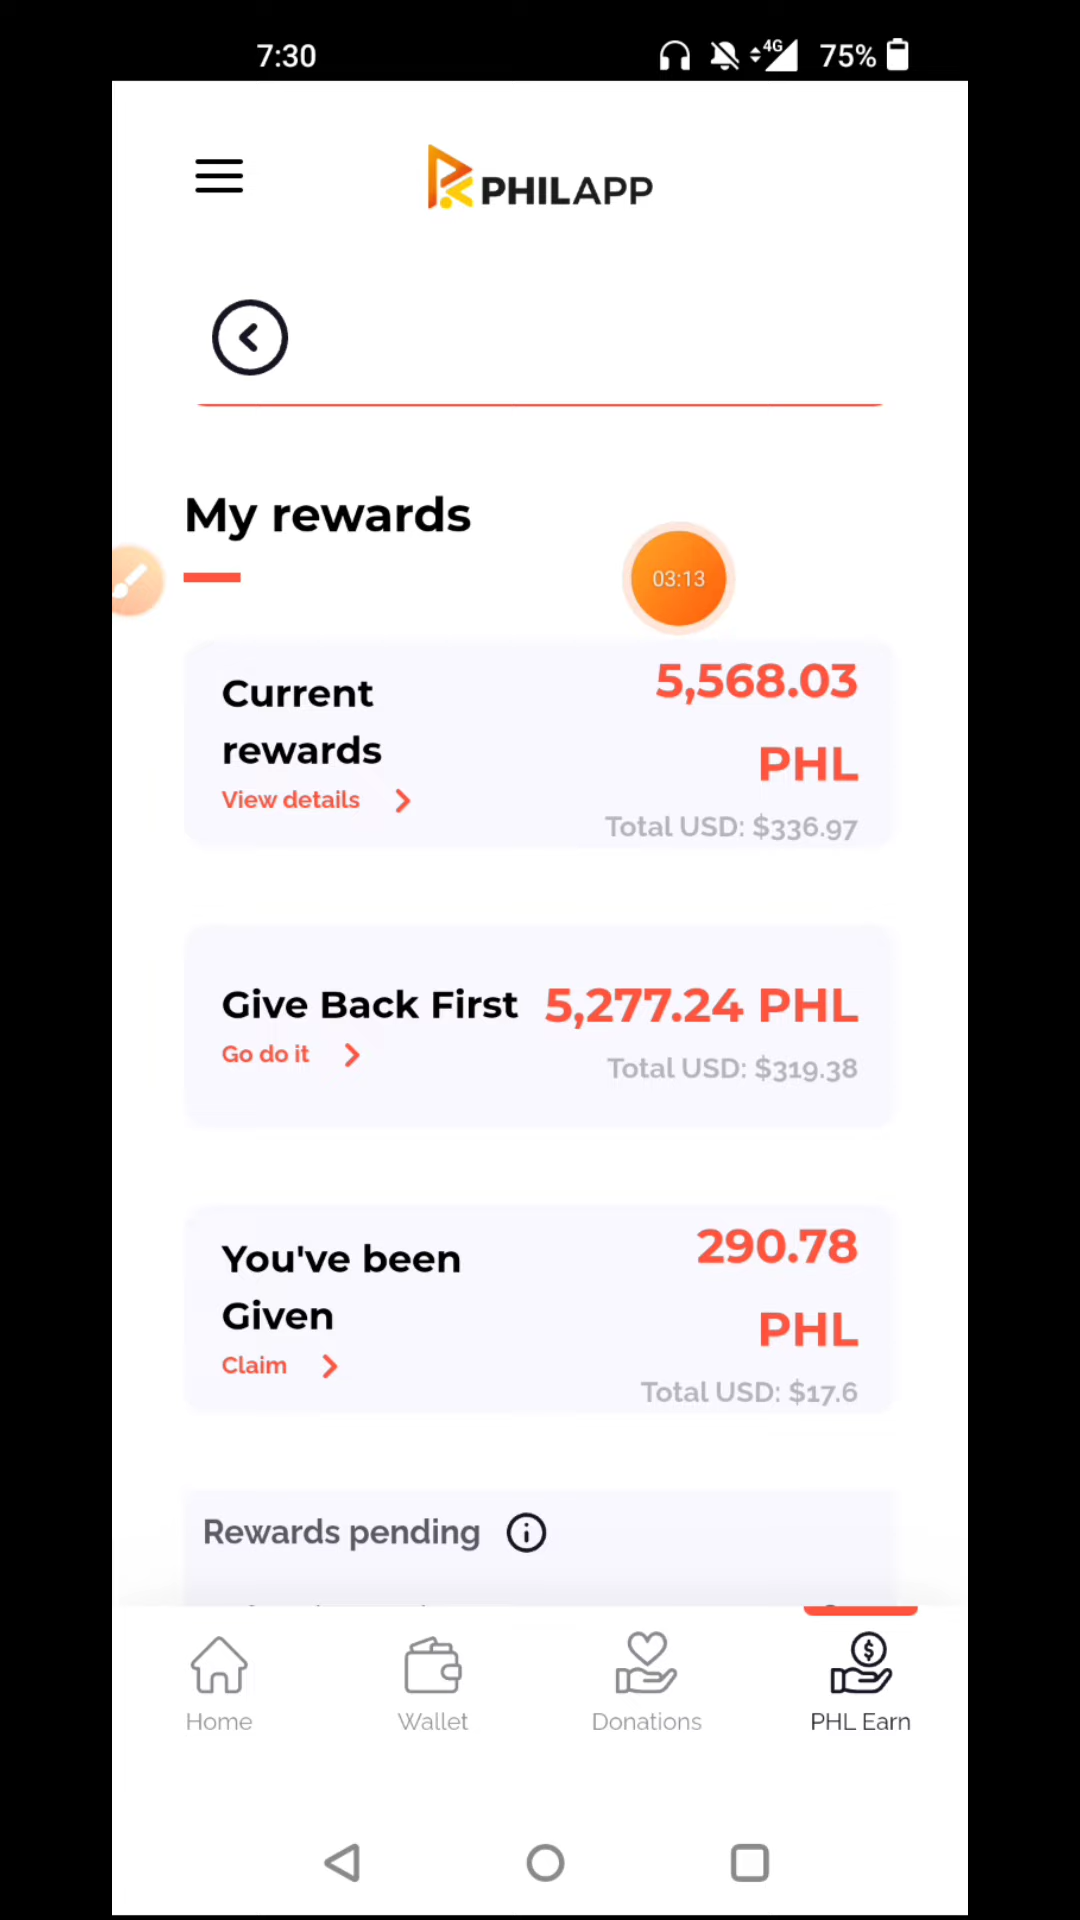 7:30
4G
75%
PHILAPP
My rewards
03:13
Current
rewards
View details
5,568.03
PHL
Total USD: $336.97
Give Back First
Go do it
5,277.24 PHL
Total USD: $319.38
You've been
Given
Claim
290.78
PHL
Total USD: $17.6
Rewards pending
Home
Wallet
Donations
PHL Earn